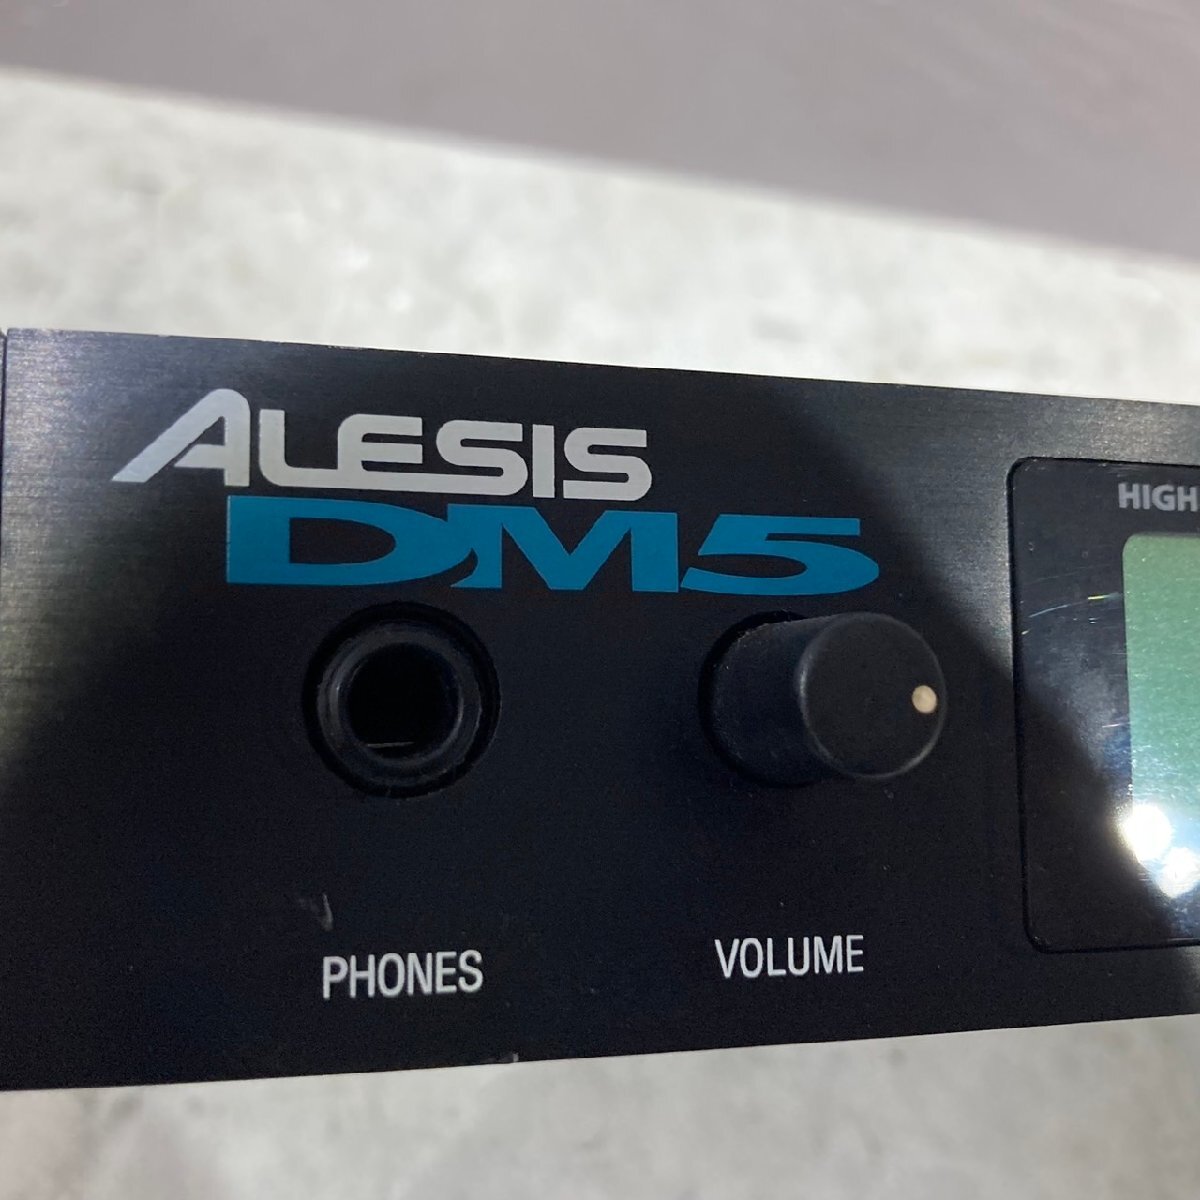 ALESIS
DM5
HIGH
PHONES
VOLUME